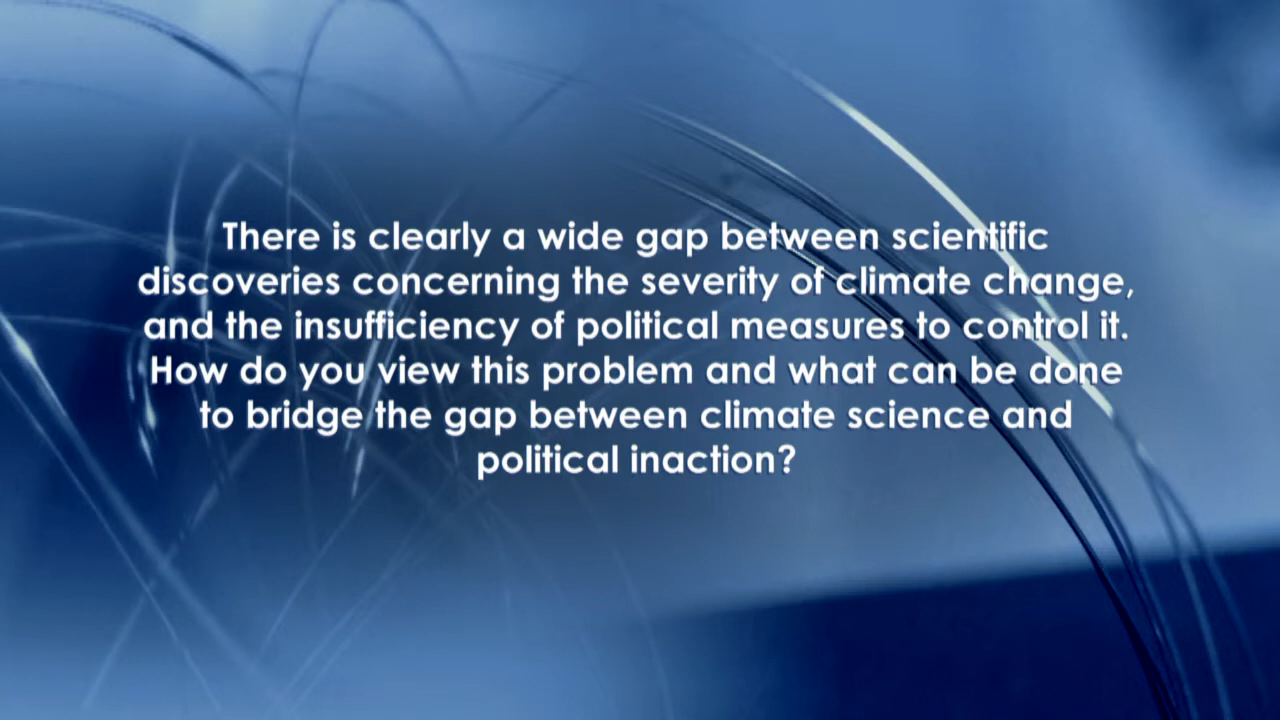 There is clearly a wide gap between scientific
discoveries concerning the severity of climate change,
and the insufficiency of political measures to control it.
How do you view this problem and what can be done
to bridge the gap between climate science and
political inaction?